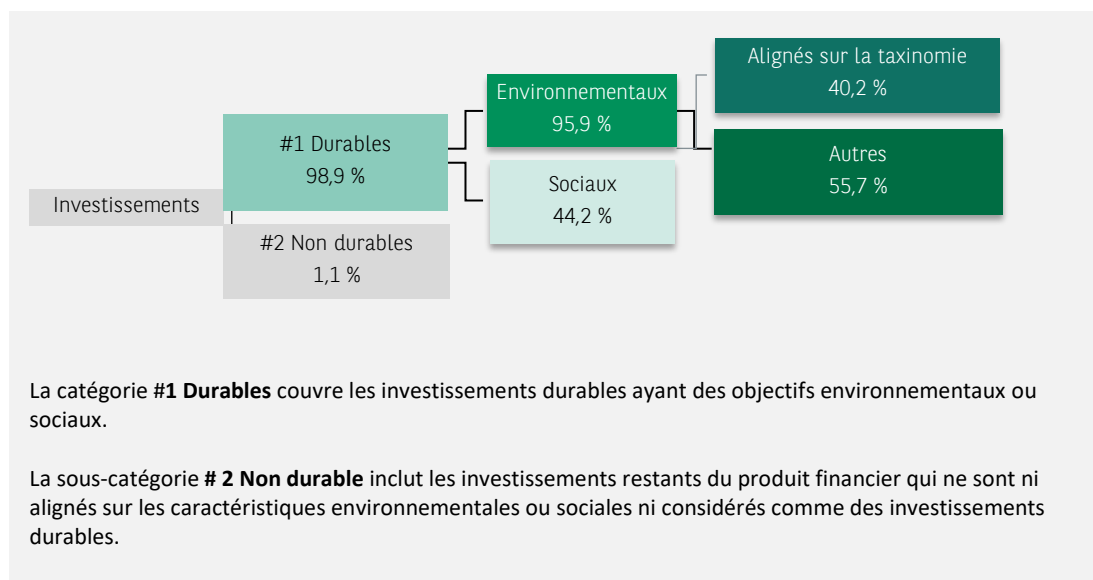 Investissements
#1 Durables
98,9 %
#2 Non durables
1,1 %
Environnementaux
95,9 %
Sociaux
44,2 %
Alignés sur la taxinomie
40,2 %
Autres
55,7 %
La catégorie #1 Durables couvre les investissements durables ayant des objectifs environnementaux ou
sociaux.
La sous-catégorie # 2 Non durable inclut les investissements restants du produit financier qui ne sont ni
alignés sur les caractéristiques environnementales ou sociales ni considérés comme des investissements
durables.